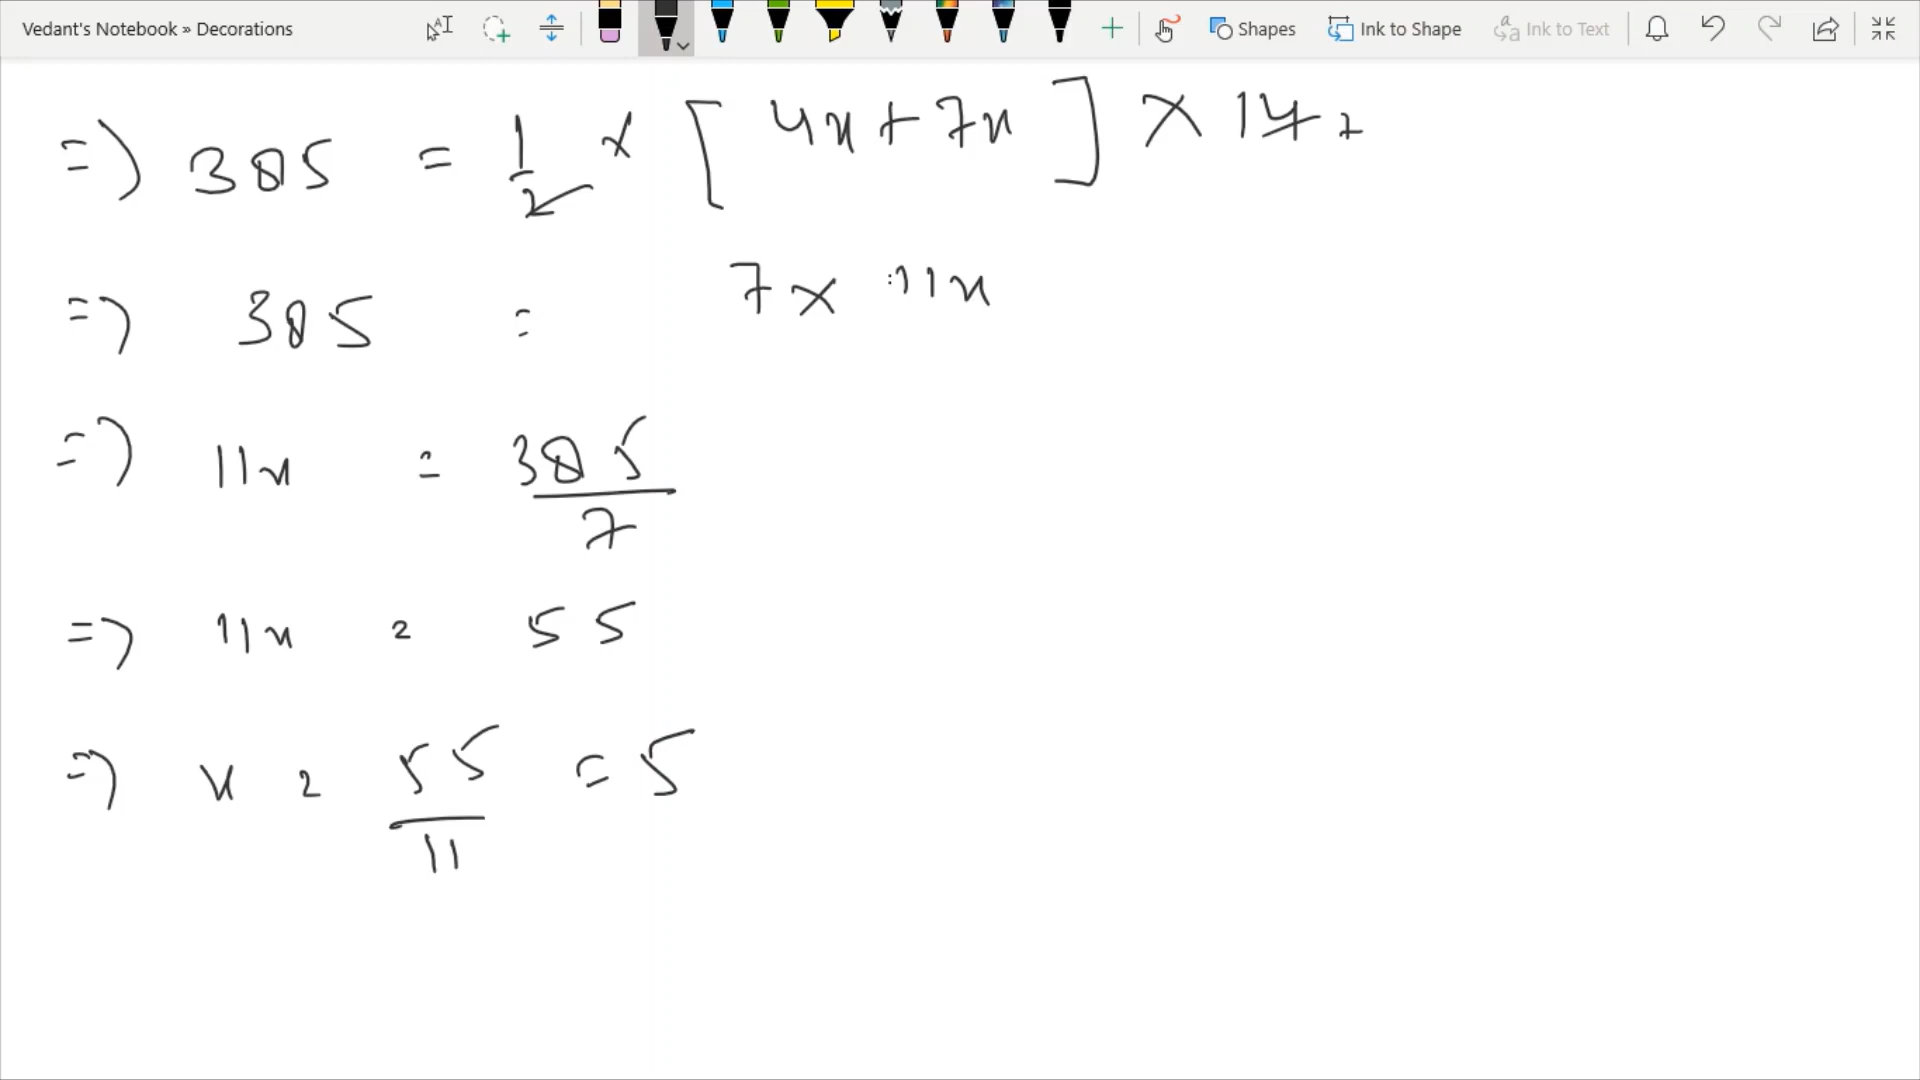 Vedant's Notebook » Decorations
Shapes
Ink to Shape
Ink to Text
=> 385 = 1/2 × [4x + 7x] × 14 7
=> 385 = 7 × 11x
=> 11x = 385/7
=> 11x = 55
=> x = 55/11 = 5